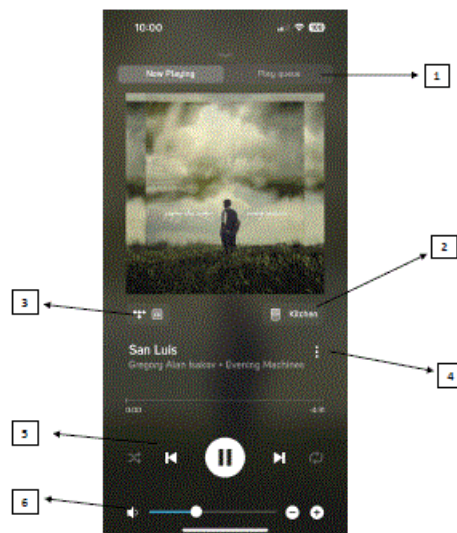 10:00
100
Now Playing
Play queue
1
2
Kitchen
3
San Luis
Gregory Alan Isakov • Evening Machines
4
0:00
5
6